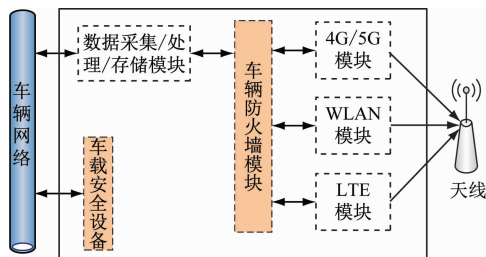 车辆网络
数据采集/处
理/存储模块
车载安全设备
车辆防火墙模块
4G/5G
模块
WLAN
模块
LTE
模块
天线